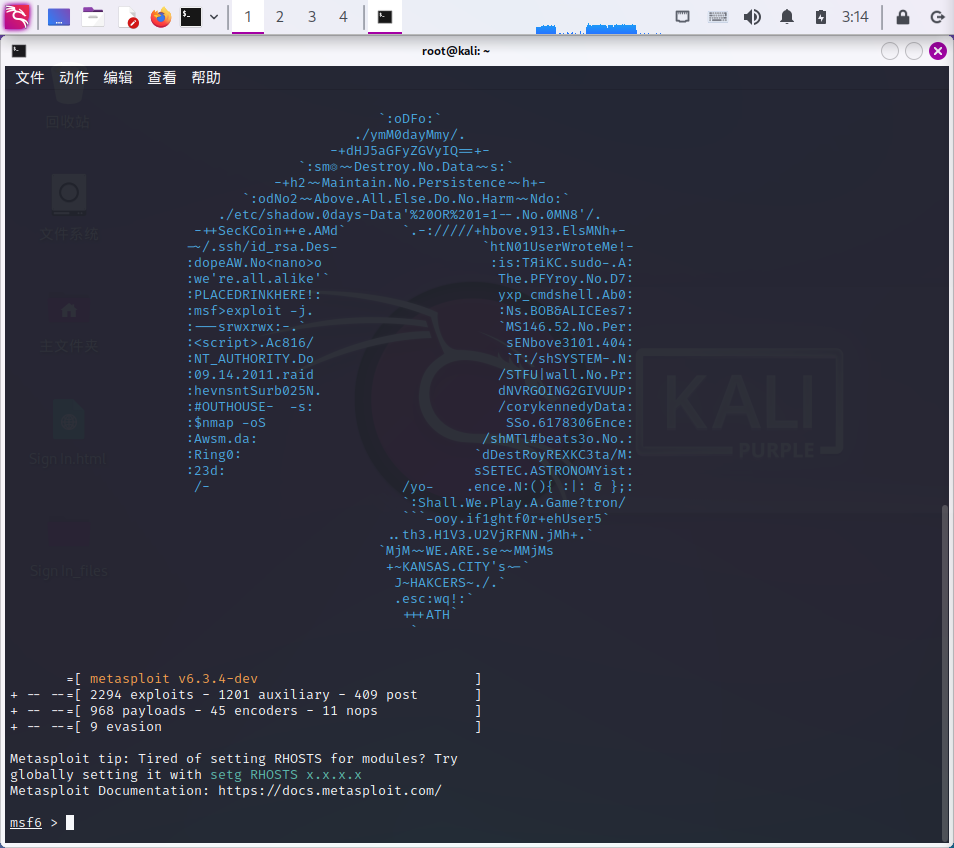 1 2 3 4 3:14
root@kali: ~
文件 动作 编辑 查看 帮助
回收站
文件系统
主文件夹
Sign In.html
Sign In_files
KALI
PURPLE
`:oDFo:`
./ymM0dayMmy/.
-+dHJ5aGFyZGVyIQ==+-
`:sm⏣~~Destroy.No.Data~~s:`
-+h2~~Maintain.No.Persistence~~h+-
`:odNo2~~Above.All.Else.Do.No.Harm~~Ndo:`
./etc/shadow.0days-Data'%20OR%201=1--.No.0MN8'/.
-++SecKCoin++e.AMd` `.-://///+hbove.913.ElsMNh+-
-~/.ssh/id_rsa.Des- `htN01UserWroteMe!-
:dopeAW.No<nano>o :is:TЯiKC.sudo-.A:
:we're.all.alike'` The.PFYroy.No.D7:
:PLACEDRINKHERE!: yxp_cmdshell.Ab0:
:msf>exploit -j. :Ns.BOB&ALICEes7:
:---srwxrwx:-.` `MS146.52.No.Per:
:<script>.Ac816/ sENbove3101.404:
:NT_AUTHORITY.Do `T:/shSYSTEM-.N:
:09.14.2011.raid /STFU|wall.No.Pr:
:hevnsntSurb025N. dNVRGOING2GIVUUP:
:#OUTHOUSE- -s: /corykennedyData:
:$nmap -oS SSo.6178306Ence:
:Awsm.da: /shMTl#beats3o.No.:
:Ring0: `dDestRoyREXKC3ta/M:
:23d: sSETEC.ASTRONOMYist:
/- /yo- .ence.N:(){ :|: & };:
`:Shall.We.Play.A.Game?tron/
```-ooy.if1ghtf0r+ehUser5`
..th3.H1V3.U2VjRFNN.jMh+.`
`MjM~~WE.ARE.se~~MMjMs
+~KANSAS.CITY's~-`
J~HAKCERS~./.`
.esc:wq!:`
+++ATH`
`
=[ metasploit v6.3.4-dev ]
+ -- --=[ 2294 exploits - 1201 auxiliary - 409 post ]
+ -- --=[ 968 payloads - 45 encoders - 11 nops ]
+ -- --=[ 9 evasion ]
Metasploit tip: Tired of setting RHOSTS for modules? Try
globally setting it with setg RHOSTS x.x.x.x
Metasploit Documentation: https://docs.metasploit.com/
msf6 >